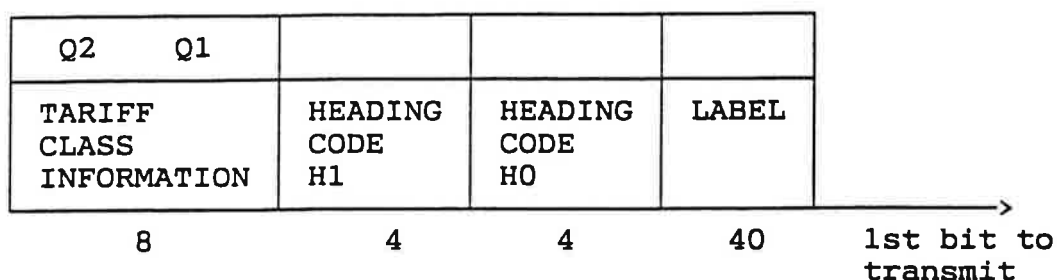 Q2 Q1
TARIFF CLASS INFORMATION
HEADING CODE H1
HEADING CODE H0
LABEL
8 4 4 40
1st bit to transmit